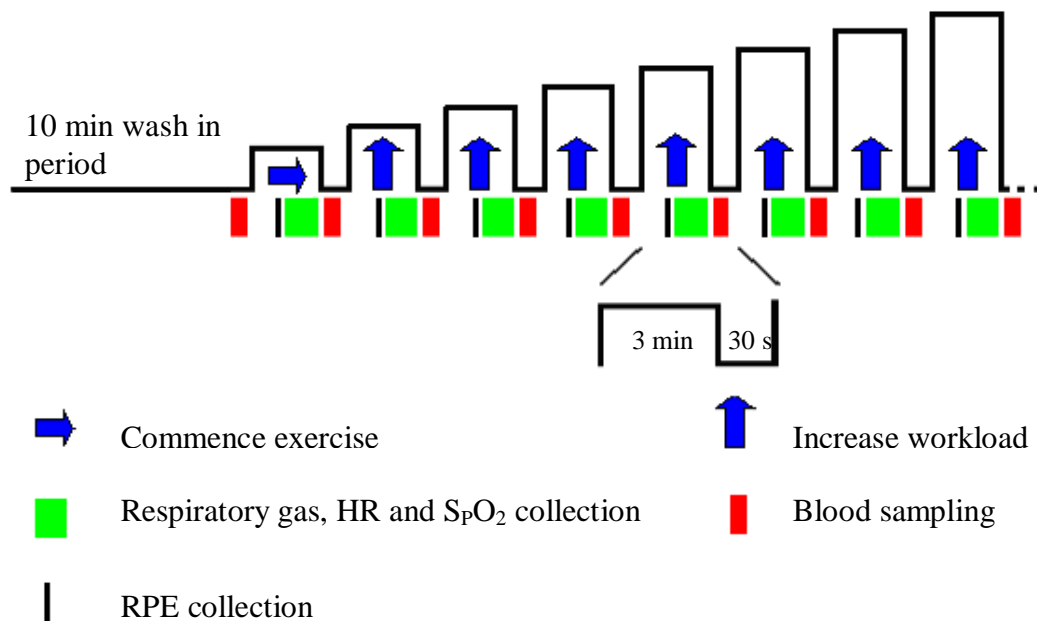 10 min wash in
period
3 min
30 s
Commence exercise
Increase workload
Respiratory gas, HR and SPO2 collection
Blood sampling
RPE collection